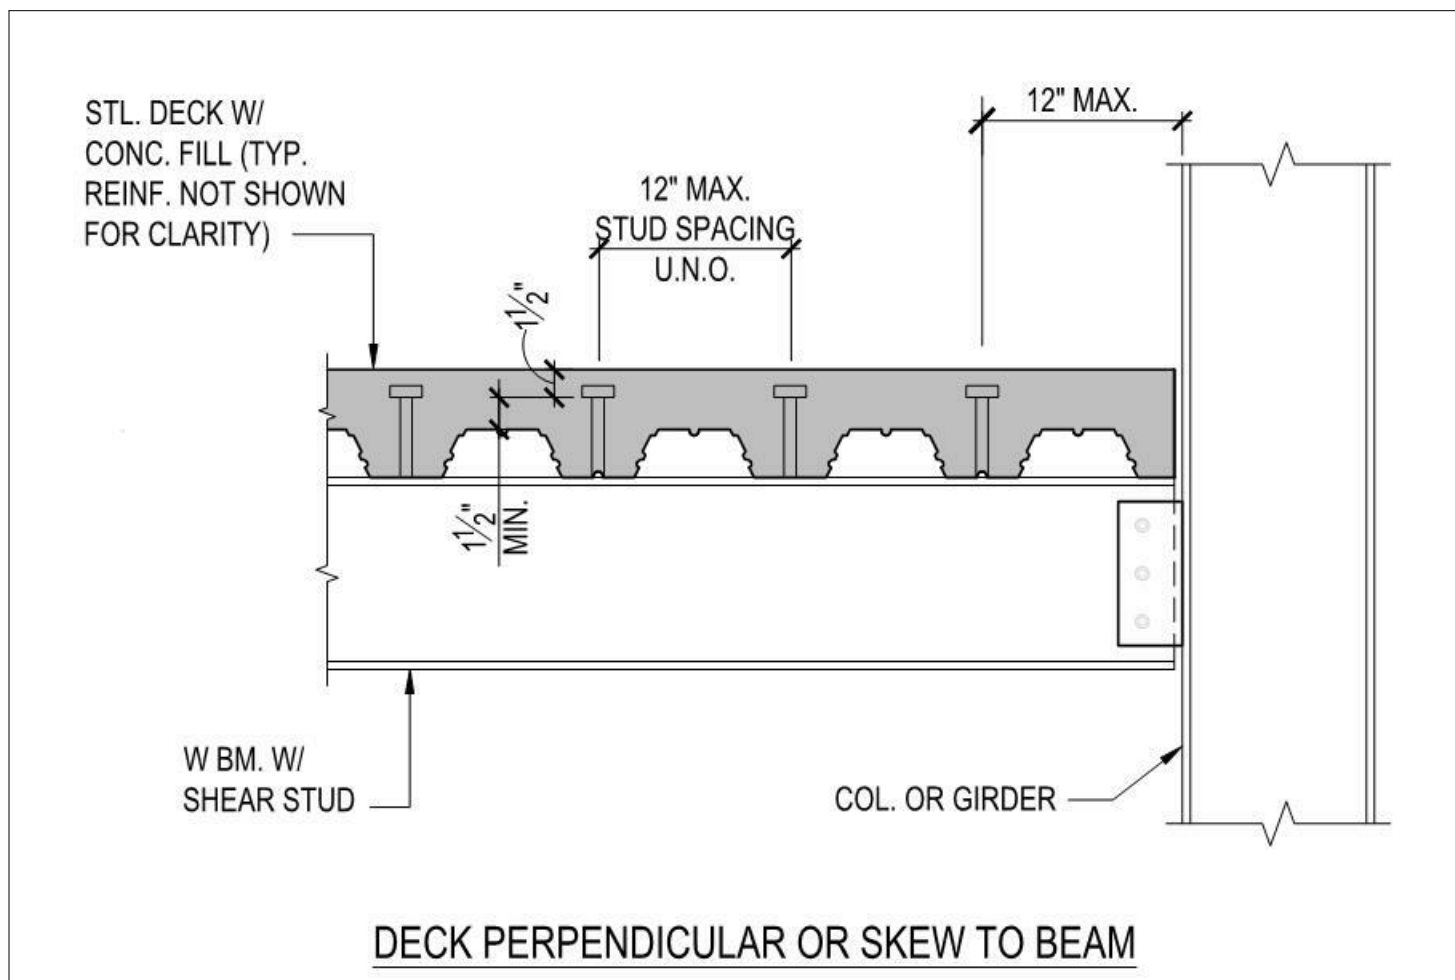 STL. DECK W/
CONC. FILL (TYP.
REINF. NOT SHOWN
FOR CLARITY)
12" MAX.
STUD SPACING
U.N.O.
12" MAX.
1½"
1½"
MIN.
W BM. W/
SHEAR STUD
COL. OR GIRDER
DECK PERPENDICULAR OR SKEW TO BEAM